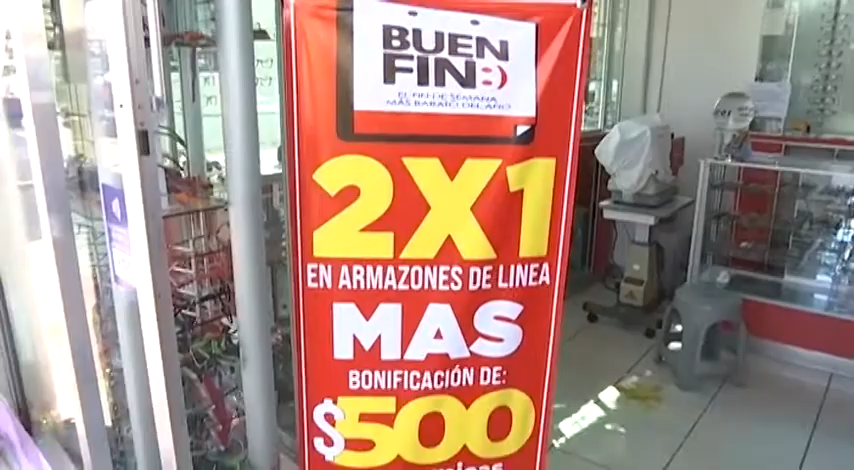 BUEN
FIN:)
EL FIN DE SEMANA
MÁS BARATO DEL AÑO
2X1
EN ARMAZONES DE LINEA
MAS
BONIFICACIÓN DE:
$500